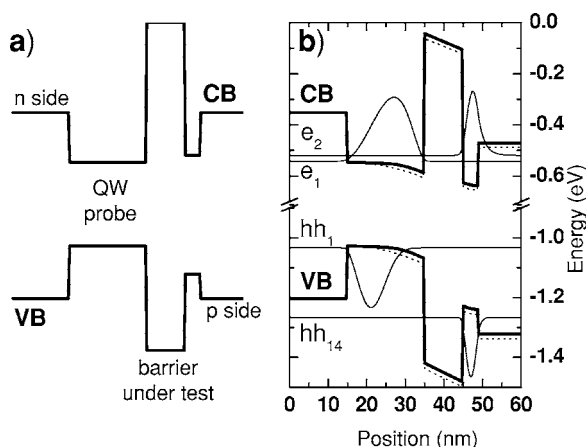 a)
n side
CB
QW
probe
VB
p side
barrier
under test
b)
CB
e2
e1
hh1
VB
hh14
0.0
-0.2
-0.4
-0.6
-1.0
-1.2
-1.4
Energy (eV)
0 10 20 30 40 50 60
Position (nm)